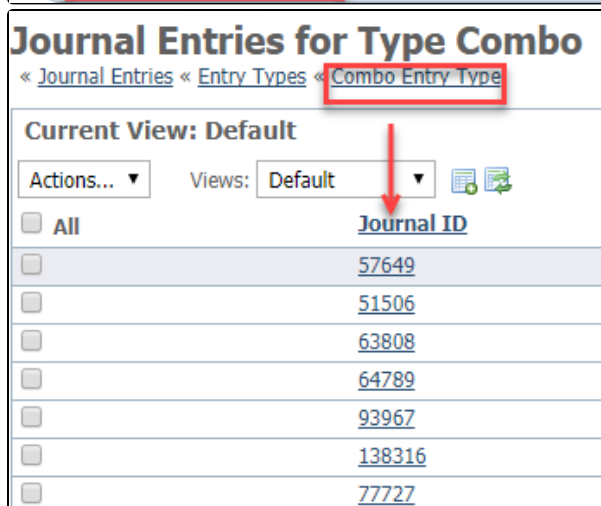 Journal Entries for Type Combo
« Journal Entries « Entry Types « Combo Entry Type
Current View: Default
Actions... ▼ Views: Default ▼
All Journal ID
57649
51506
63808
64789
93967
138316
77727